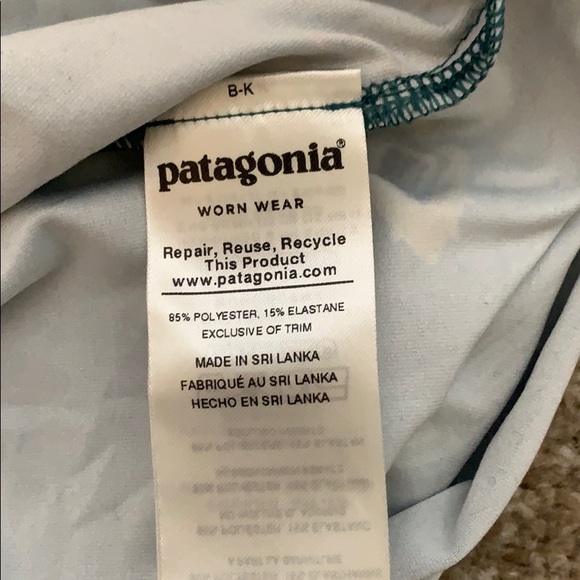 B-K
patagonia®
WORN WEAR
Repair, Reuse, Recycle
This Product
www.patagonia.com
85% POLYESTER, 15% ELASTANE
EXCLUSIVE OF TRIM
MADE IN SRI LANKA
FABRIQUÉ AU SRI LANKA
HECHO EN SRI LANKA